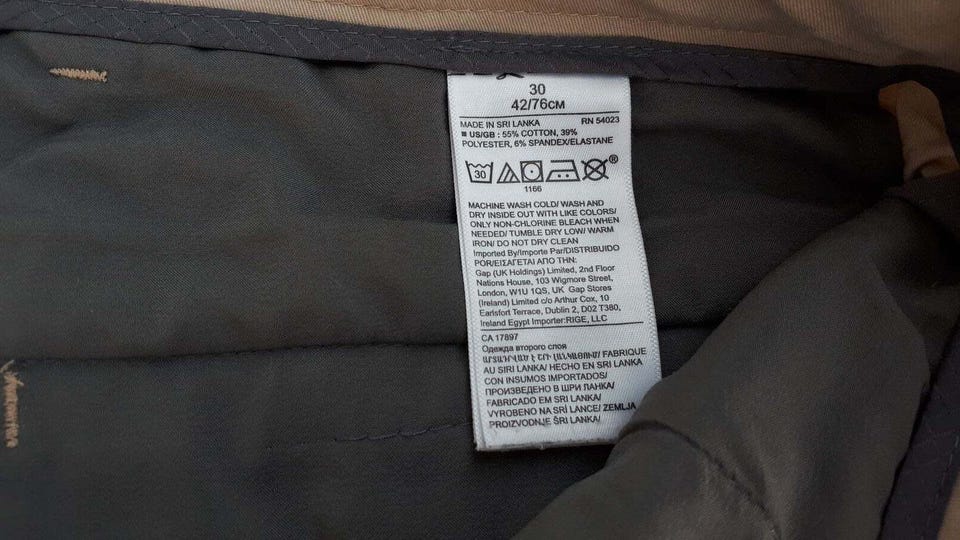 30
42/76CM
MADE IN SRI LANKA RN 54023
■ US/GB : 55% COTTON, 39%
POLYESTER, 6% SPANDEX/ELASTANE
30 ®
1166
MACHINE WASH COLD/ WASH AND
DRY INSIDE OUT WITH LIKE COLORS/
ONLY NON-CHLORINE BLEACH WHEN
NEEDED/ TUMBLE DRY LOW/ WARM
IRON/ DO NOT DRY CLEAN
Imported By/Importe Par/DISTRIBUIDO
POR/ΕΙΣΑΓΕΤΑΙ ΑΠΟ ΤΗΝ:
Gap (UK Holdings) Limited, 2nd Floor
Nations House, 103 Wigmore Street,
London, W1U 1QS, UK Gap Stores
(Ireland) Limited c/o Arthur Cox, 10
Earlsfort Terrace, Dublin 2, D02 T380,
Ireland Egypt Importer:RIGE, LLC
CA 17897
Одежда второго слоя
ԱՐՏԱԴՐՎԱԾ Է ՇՐԻ ԼԱՆԿԱՅՈՒՄ/ FABRIQUE
AU SIRI LANKA/ HECHO EN SRI LANKA
CON INSUMOS IMPORTADOS/
ПРОИЗВЕДЕНО В ШРИ ЛАНКА/
FABRICADO EM SRI LANKA/
VYROBENO NA SRÍ LANCE/ ZEMLJA
PROIZVODNJE ŠRI LANKA/